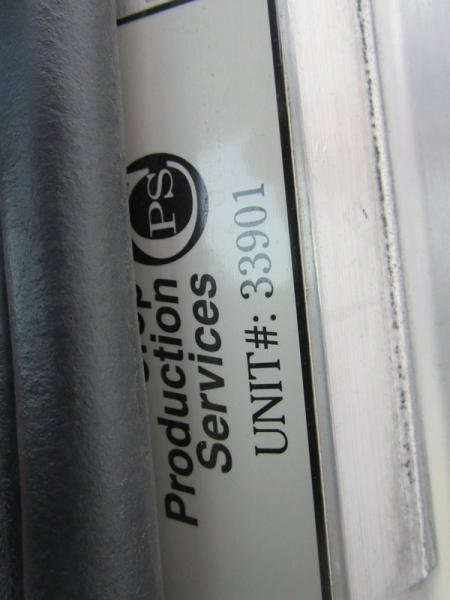 PS
Production
Services
UNIT#: 33901